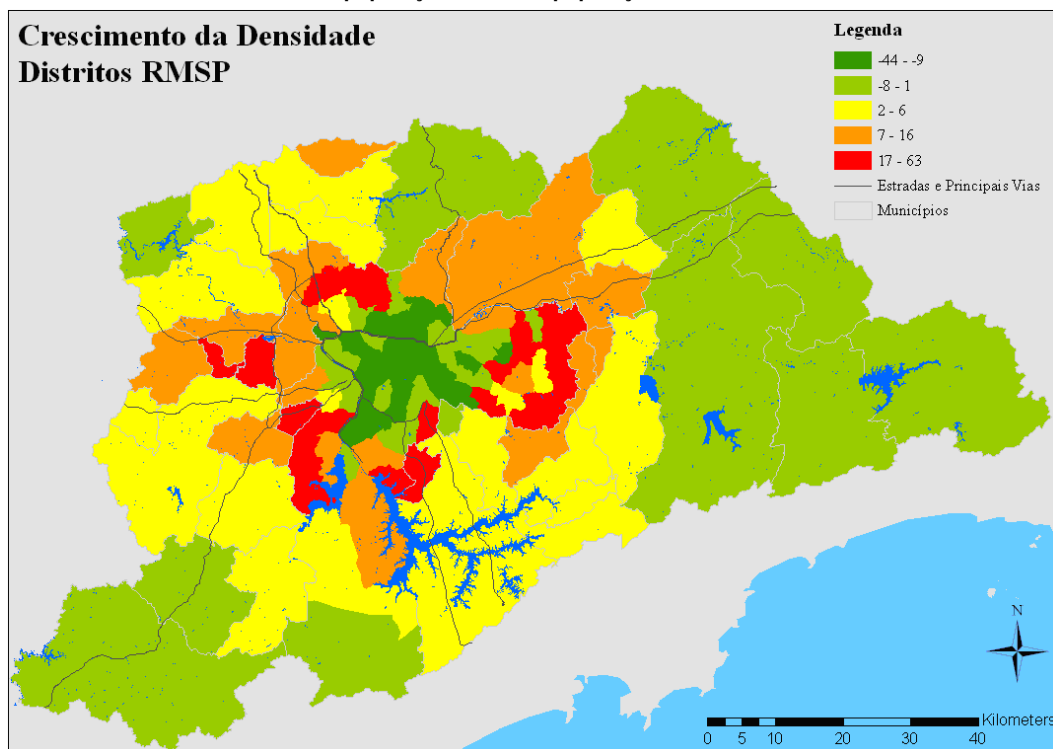 Crescimento da Densidade
Distritos RMSP
Legenda
-44 - -9
-8 - 1
2 - 6
7 - 16
17 - 63
Estradas e Principais Vias
Municípios
N
Kilometers
0 5 10 20 30 40